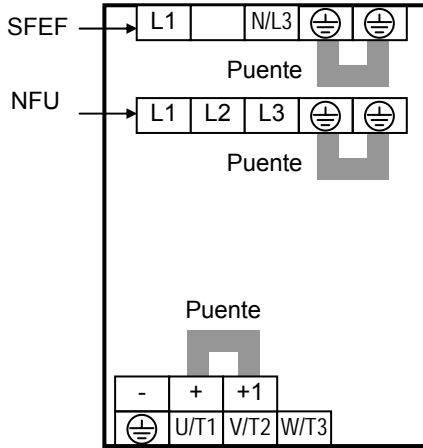 SFEF L1 N/L3 ⏚ ⏚
Puente
NFU L1 L2 L3 ⏚ ⏚
Puente
Puente
- + +1
⏚ U/T1 V/T2 W/T3